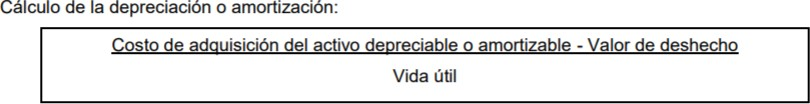 Cálculo de la depreciación o amortización:
Costo de adquisición del activo depreciable o amortizable - Valor de deshecho
Vida útil